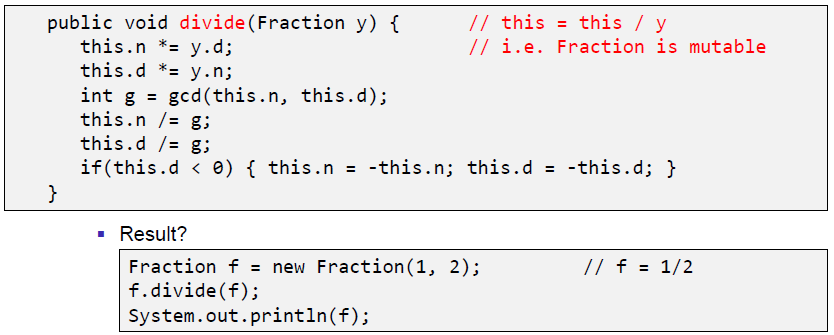 public void divide(Fraction y) { // this = this / y
this.n *= y.d; // i.e. Fraction is mutable
this.d *= y.n;
int g = gcd(this.n, this.d);
this.n /= g;
this.d /= g;
if(this.d < 0) { this.n = -this.n; this.d = -this.d; }
}
▪ Result?
Fraction f = new Fraction(1, 2); // f = 1/2
f.divide(f);
System.out.println(f);